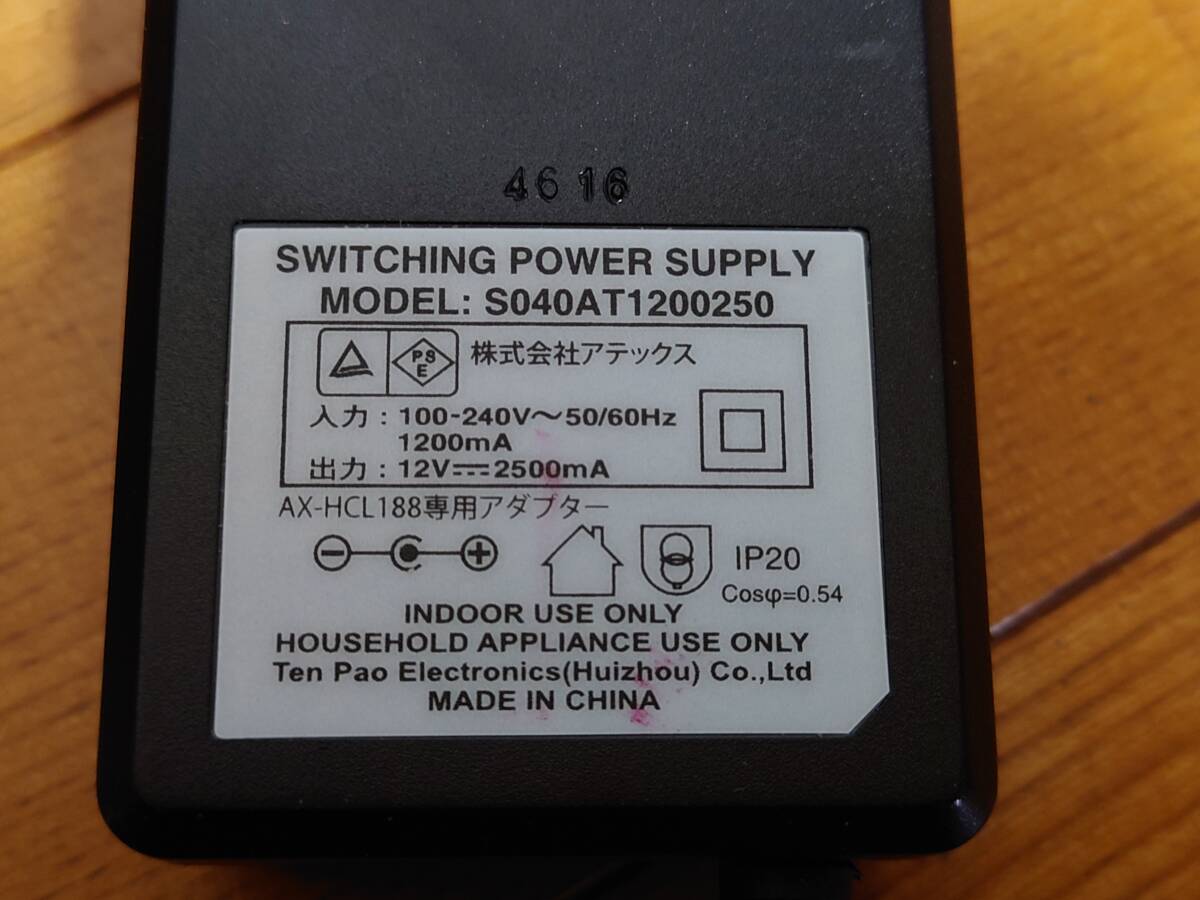 46 16
SWITCHING POWER SUPPLY
MODEL: S040AT1200250
PSE 株式会社アテックス
入力 : 100-240V～50/60Hz
1200mA
出力 : 12V⎓2500mA
AX-HCL188専用アダプター
IP20
Cosφ=0.54
INDOOR USE ONLY
HOUSEHOLD APPLIANCE USE ONLY
Ten Pao Electronics(Huizhou) Co.,Ltd
MADE IN CHINA